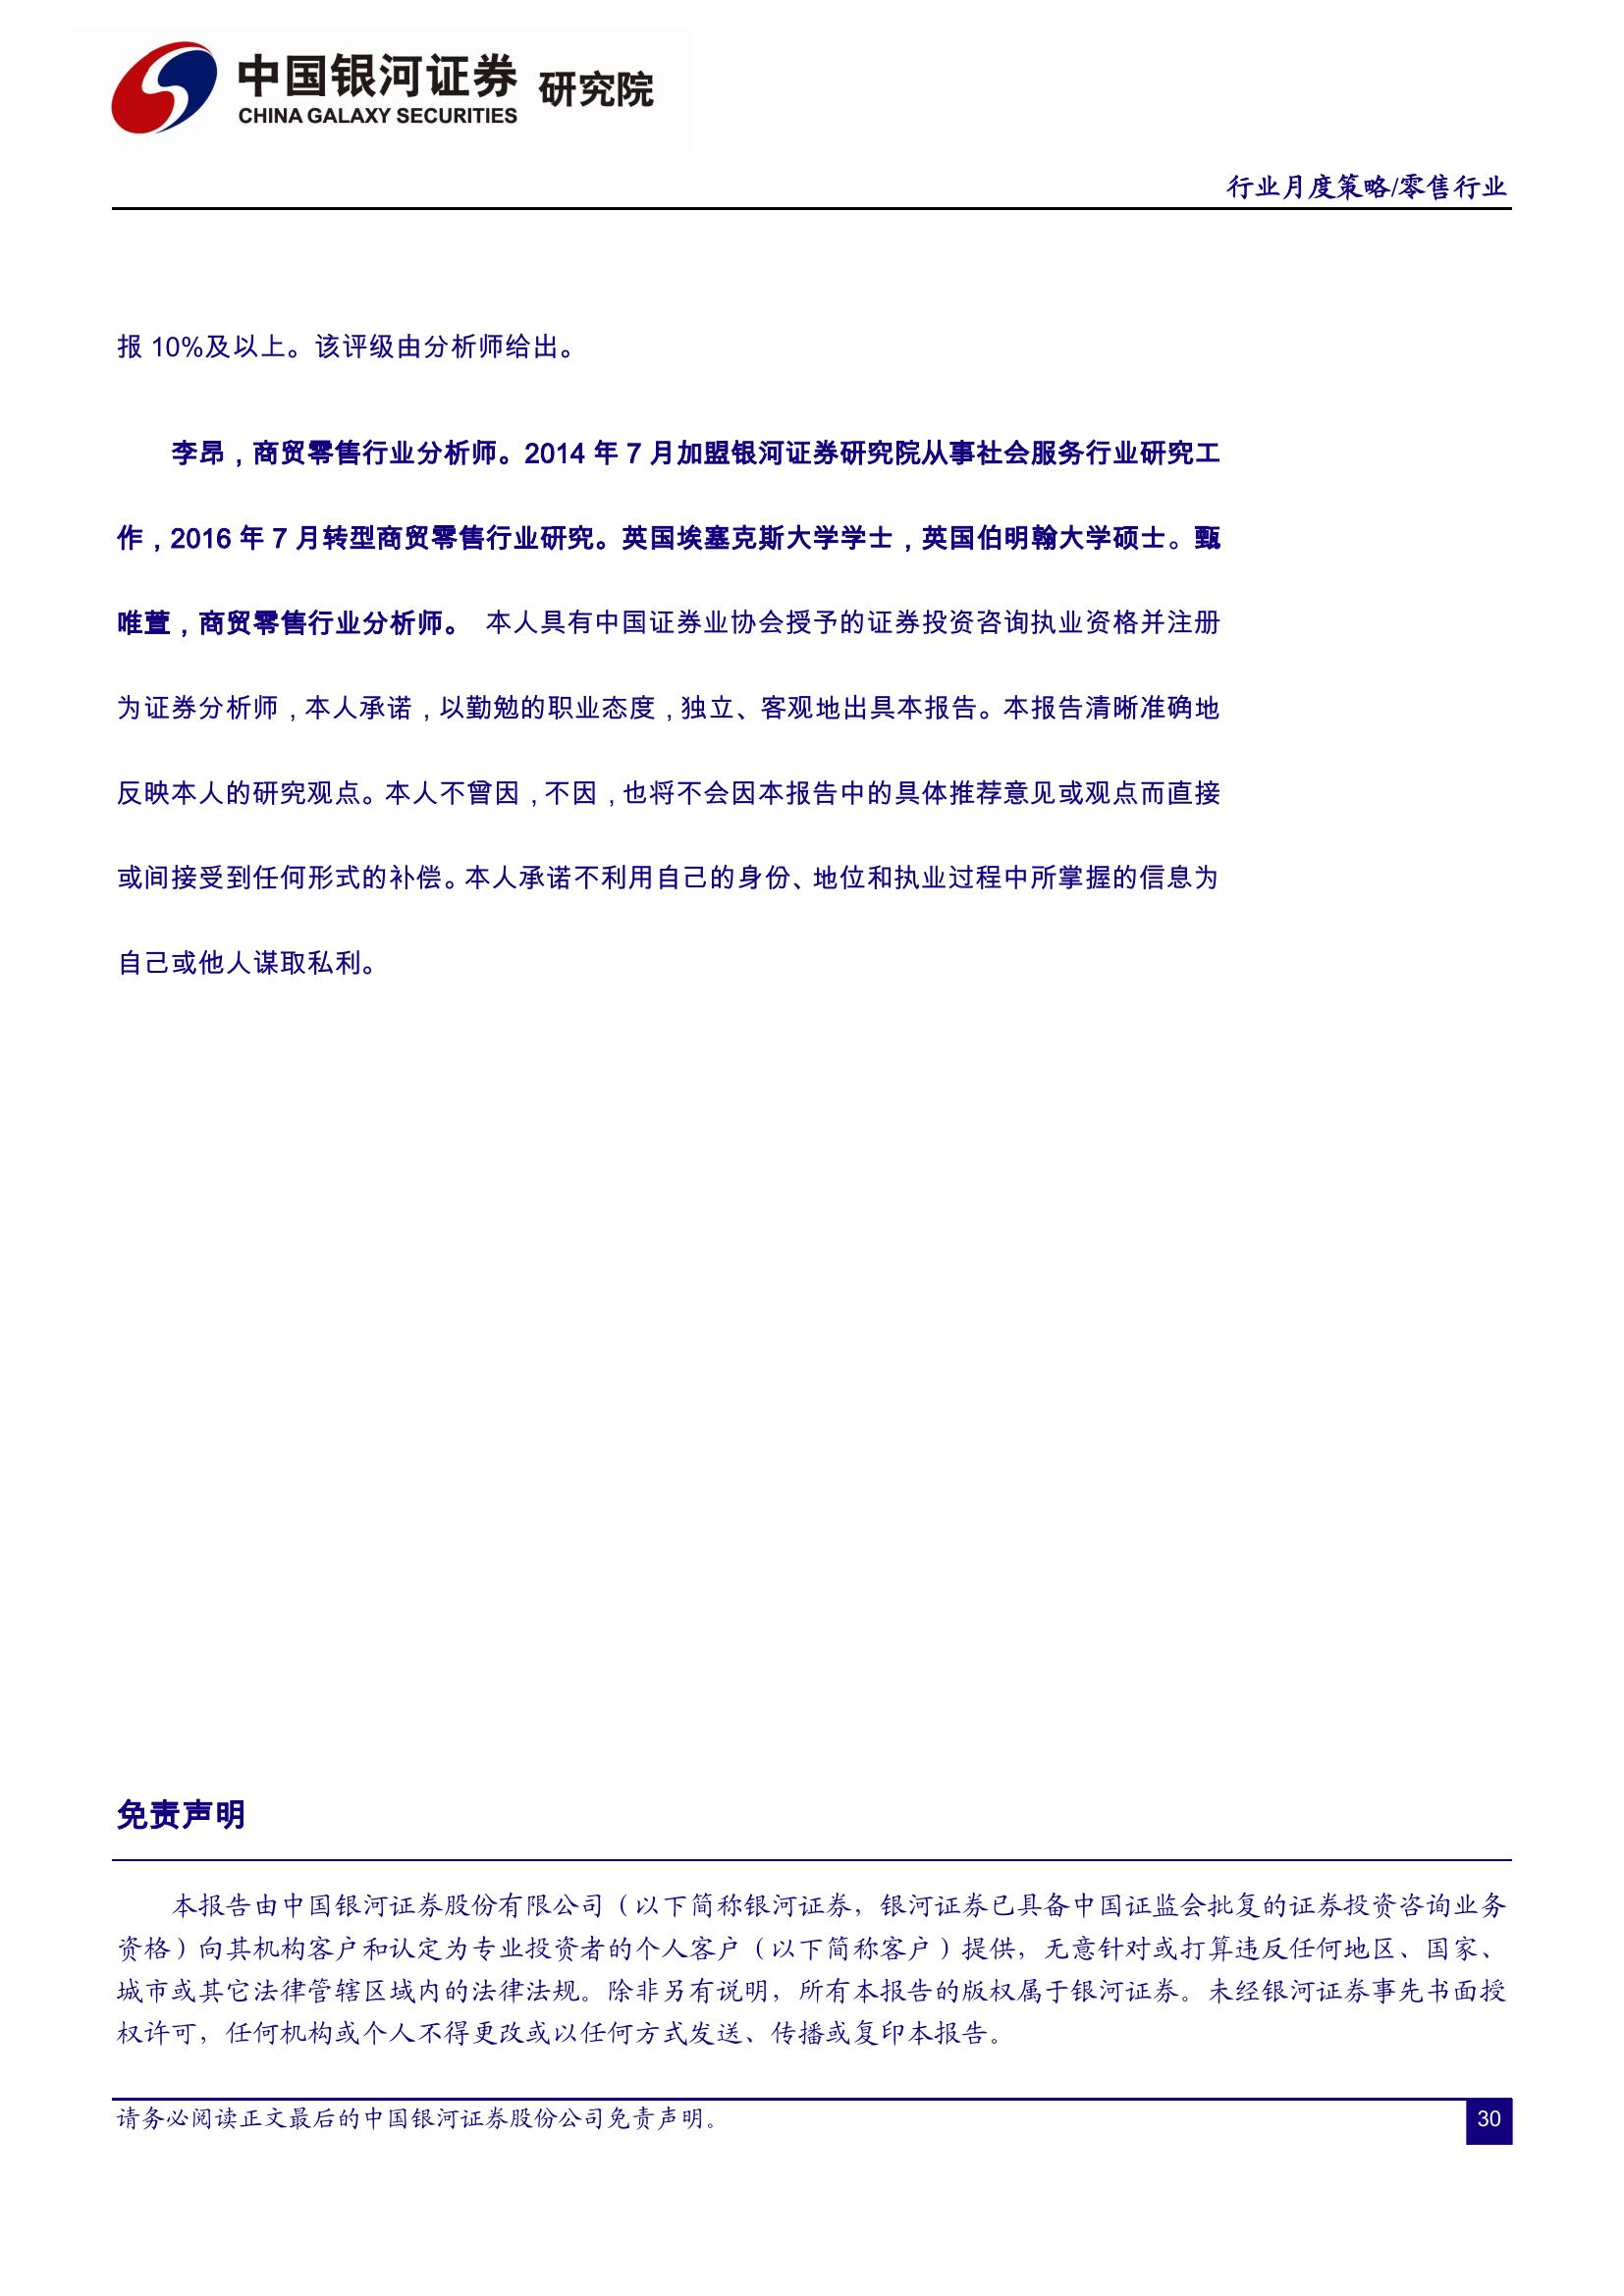 中国银河证券 研究院
CHINA GALAXY SECURITIES
行业月度策略/零售行业
报 10%及以上。该评级由分析师给出。
李昂，商贸零售行业分析师。2014 年 7 月加盟银河证券研究院从事社会服务行业研究工
作，2016 年 7 月转型商贸零售行业研究。英国埃塞克斯大学学士，英国伯明翰大学硕士。甄
唯萱，商贸零售行业分析师。 本人具有中国证券业协会授予的证券投资咨询执业资格并注册
为证券分析师，本人承诺，以勤勉的职业态度，独立、客观地出具本报告。本报告清晰准确地
反映本人的研究观点。本人不曾因，不因，也将不会因本报告中的具体推荐意见或观点而直接
或间接受到任何形式的补偿。本人承诺不利用自己的身份、地位和执业过程中所掌握的信息为
自己或他人谋取私利。
免责声明
本报告由中国银河证券股份有限公司（以下简称银河证券，银河证券已具备中国证监会批复的证券投资咨询业务
资格）向其机构客户和认定为专业投资者的个人客户（以下简称客户）提供，无意针对或打算违反任何地区、国家、
城市或其它法律管辖区域内的法律法规。除非另有说明，所有本报告的版权属于银河证券。未经银河证券事先书面授
权许可，任何机构或个人不得更改或以任何方式发送、传播或复印本报告。
请务必阅读正文最后的中国银河证券股份公司免责声明。
30